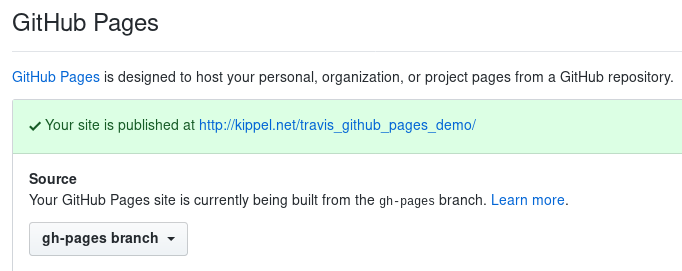 GitHub Pages
GitHub Pages is designed to host your personal, organization, or project pages from a GitHub repository.
Your site is published at http://kippel.net/travis_github_pages_demo/
Source
Your GitHub Pages site is currently being built from the gh-pages branch. Learn more.
gh-pages branch